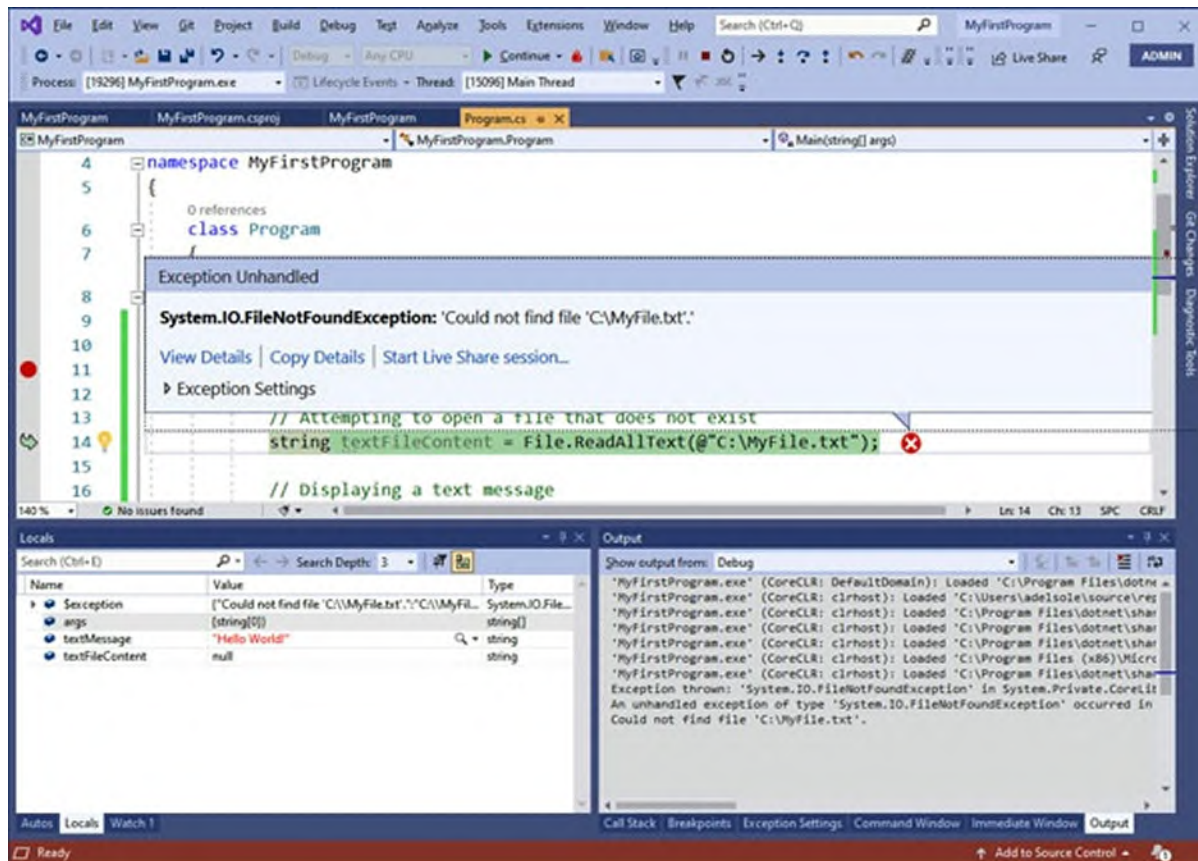 File Edit View Git Project Build Debug Test Analyze Tools Extensions Window Help Search (Ctrl+Q) MyFirstProgram
Debug Any CPU Continue Live Share ADMIN
Process: [19296] MyFirstProgram.exe Lifecycle Events Thread: [15096] Main Thread
MyFirstProgram MyFirstProgram.csproj MyFirstProgram Program.cs
MyFirstProgram MyFirstProgram.Program Main(string[] args)
4 namespace MyFirstProgram
5 {
0 references
6 class Program
7 {
Exception Unhandled
8
9 System.IO.FileNotFoundException: 'Could not find file 'C:\MyFile.txt'.'
10
View Details | Copy Details | Start Live Share session...
11
12 Exception Settings
13 // Attempting to open a file that does not exist
14 string textFileContent = File.ReadAllText(@"C:\MyFile.txt");
15
16 // Displaying a text message
140 % No issues found Ln: 14 Ch: 13 SPC CRLF
Solution Explorer Git Changes Diagnostic Tools
Locals
Search (Ctrl+E) Search Depth: 3
Name Value Type
$exception {"Could not find file 'C:\\MyFile.txt'.":"C:\\MyFil... System.IO.File...
args {string[0]} string[]
textMessage "Hello World!" string
textFileContent null string
Autos Locals Watch 1
Output
Show output from: Debug
'MyFirstProgram.exe' (CoreCLR: DefaultDomain): Loaded 'C:\Program Files\dotne
'MyFirstProgram.exe' (CoreCLR: clrhost): Loaded 'C:\Users\adelsole\source\rep
'MyFirstProgram.exe' (CoreCLR: clrhost): Loaded 'C:\Program Files\dotnet\shar
'MyFirstProgram.exe' (CoreCLR: clrhost): Loaded 'C:\Program Files\dotnet\shar
'MyFirstProgram.exe' (CoreCLR: clrhost): Loaded 'C:\Program Files\dotnet\shar
'MyFirstProgram.exe' (CoreCLR: clrhost): Loaded 'C:\Program Files (x86)\Micro
'MyFirstProgram.exe' (CoreCLR: clrhost): Loaded 'C:\Program Files\dotnet\shar
Exception thrown: 'System.IO.FileNotFoundException' in System.Private.CoreLib
An unhandled exception of type 'System.IO.FileNotFoundException' occurred in
Could not find file 'C:\MyFile.txt'.
Call Stack Breakpoints Exception Settings Command Window Immediate Window Output
Ready Add to Source Control